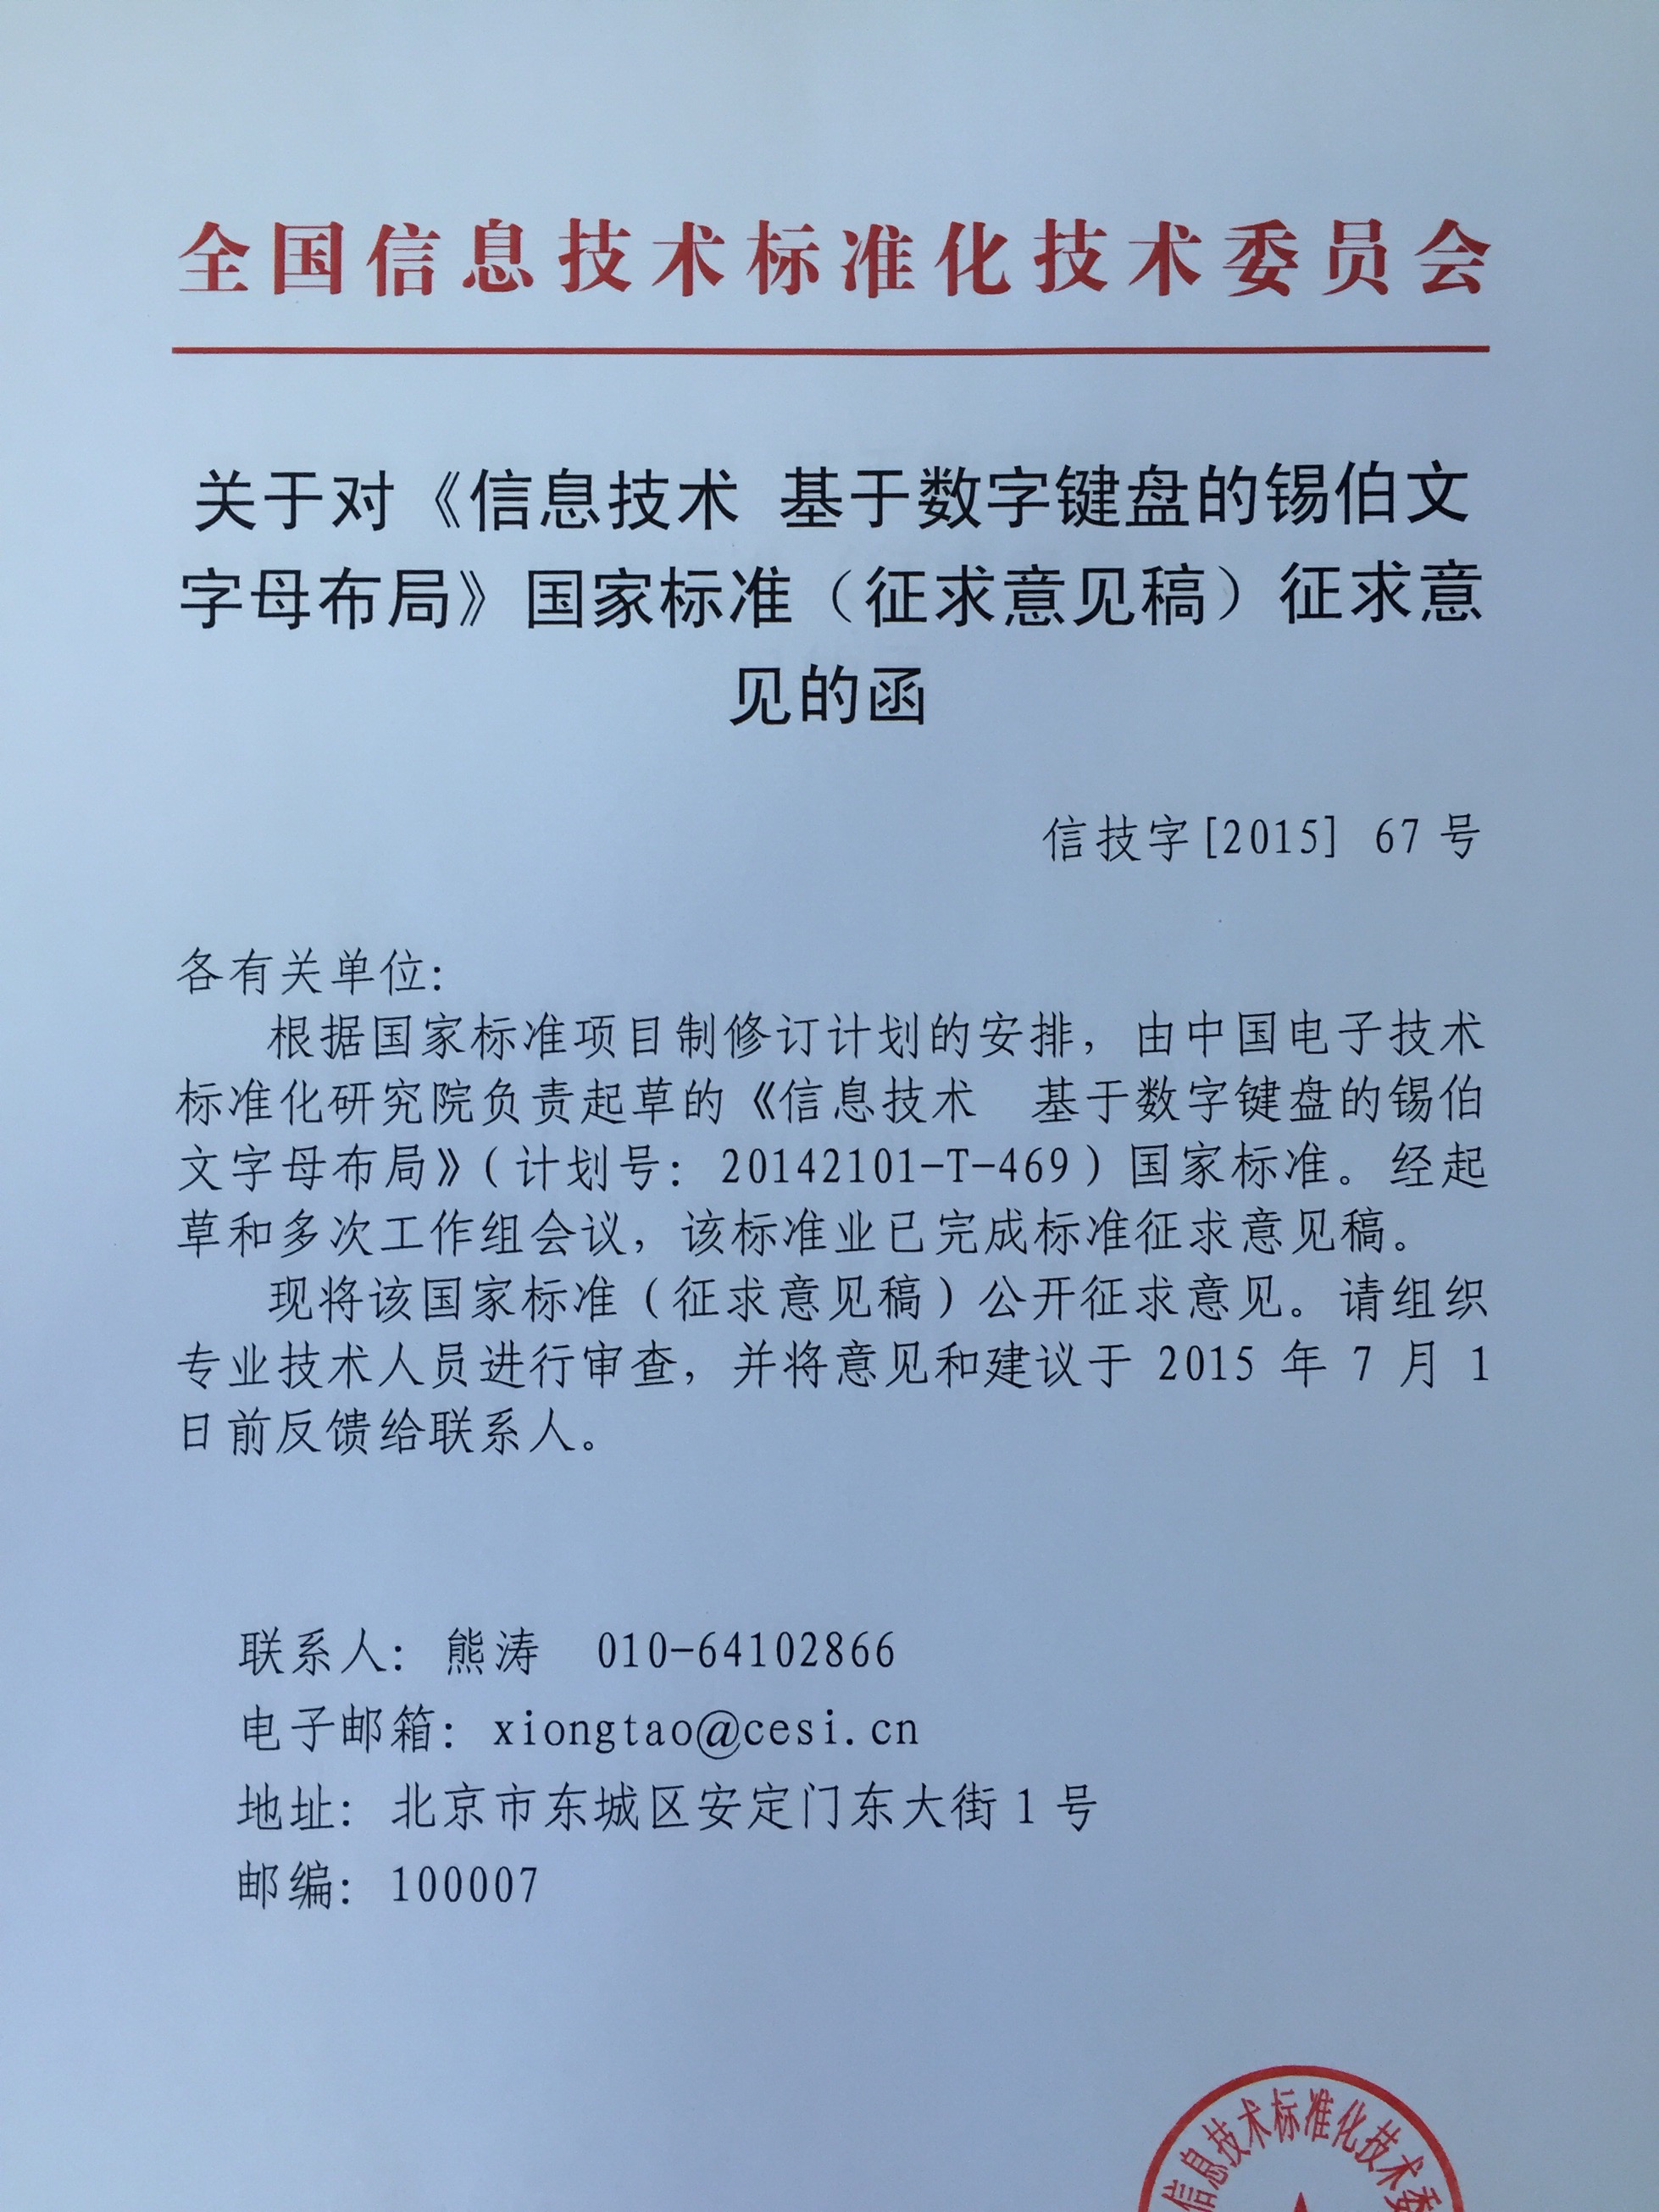 全国信息技术标准化技术委员会
关于对《信息技术 基于数字键盘的锡伯文
字母布局》国家标准（征求意见稿）征求意
见的函
信技字[2015] 67 号
各有关单位：
根据国家标准项目制修订计划的安排，由中国电子技术
标准化研究院负责起草的《信息技术　基于数字键盘的锡伯
文字母布局》（计划号：20142101-T-469）国家标准。经起
草和多次工作组会议，该标准业已完成标准征求意见稿。
现将该国家标准（征求意见稿）公开征求意见。请组织
专业技术人员进行审查，并将意见和建议于 2015 年 7 月 1
日前反馈给联系人。
联系人：熊涛　010-64102866
电子邮箱：xiongtao@cesi.cn
地址：北京市东城区安定门东大街 1 号
邮编：100007
信息技术标准化技术委